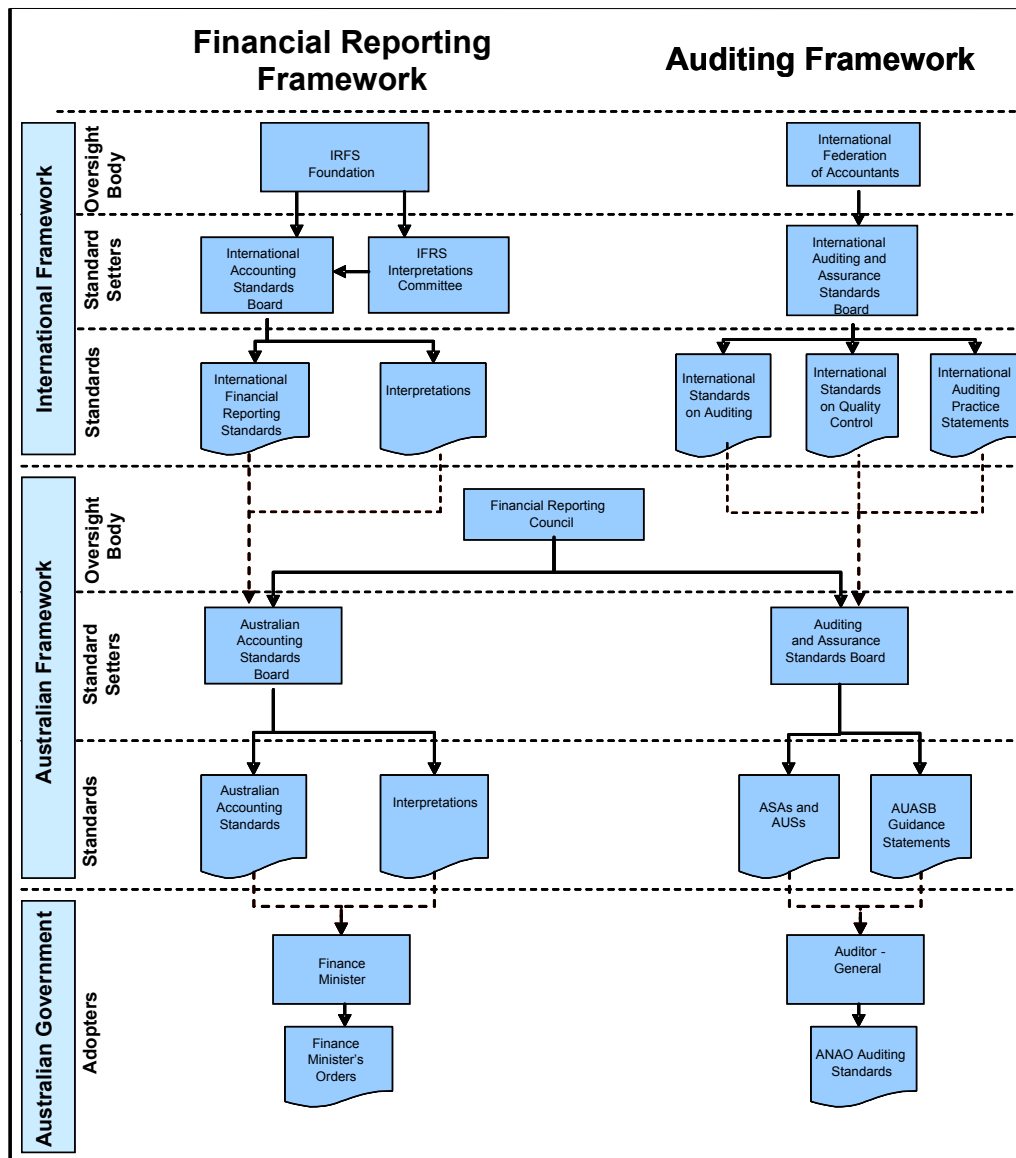 Financial Reporting
Framework
Auditing Framework
International Framework
Oversight
Body
IRFS
Foundation
International
Federation
of Accountants
Standard
Setters
International
Accounting
Standards
Board
IFRS
Interpretations
Committee
International
Auditing and
Assurance
Standards
Board
Standards
International
Financial
Reporting
Standards
Interpretations
International
Standards
on Auditing
International
Standards
on Quality
Control
International
Auditing
Practice
Statements
Australian Framework
Oversight
Body
Financial Reporting
Council
Standard
Setters
Australian
Accounting
Standards
Board
Auditing
and Assurance
Standards Board
Standards
Australian
Accounting
Standards
Interpretations
ASAs and
AUSs
AUASB
Guidance
Statements
Australian Government
Adopters
Finance
Minister
Auditor -
General
Finance
Minister's
Orders
ANAO Auditing
Standards